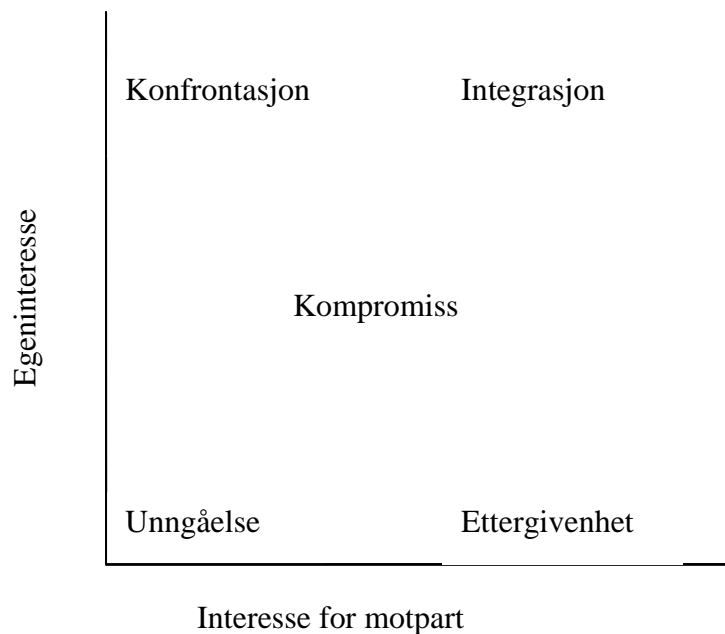 Konfrontasjon Integrasjon
Egeninteresse
Kompromiss
Unngåelse Ettergivenhet
Interesse for motpart